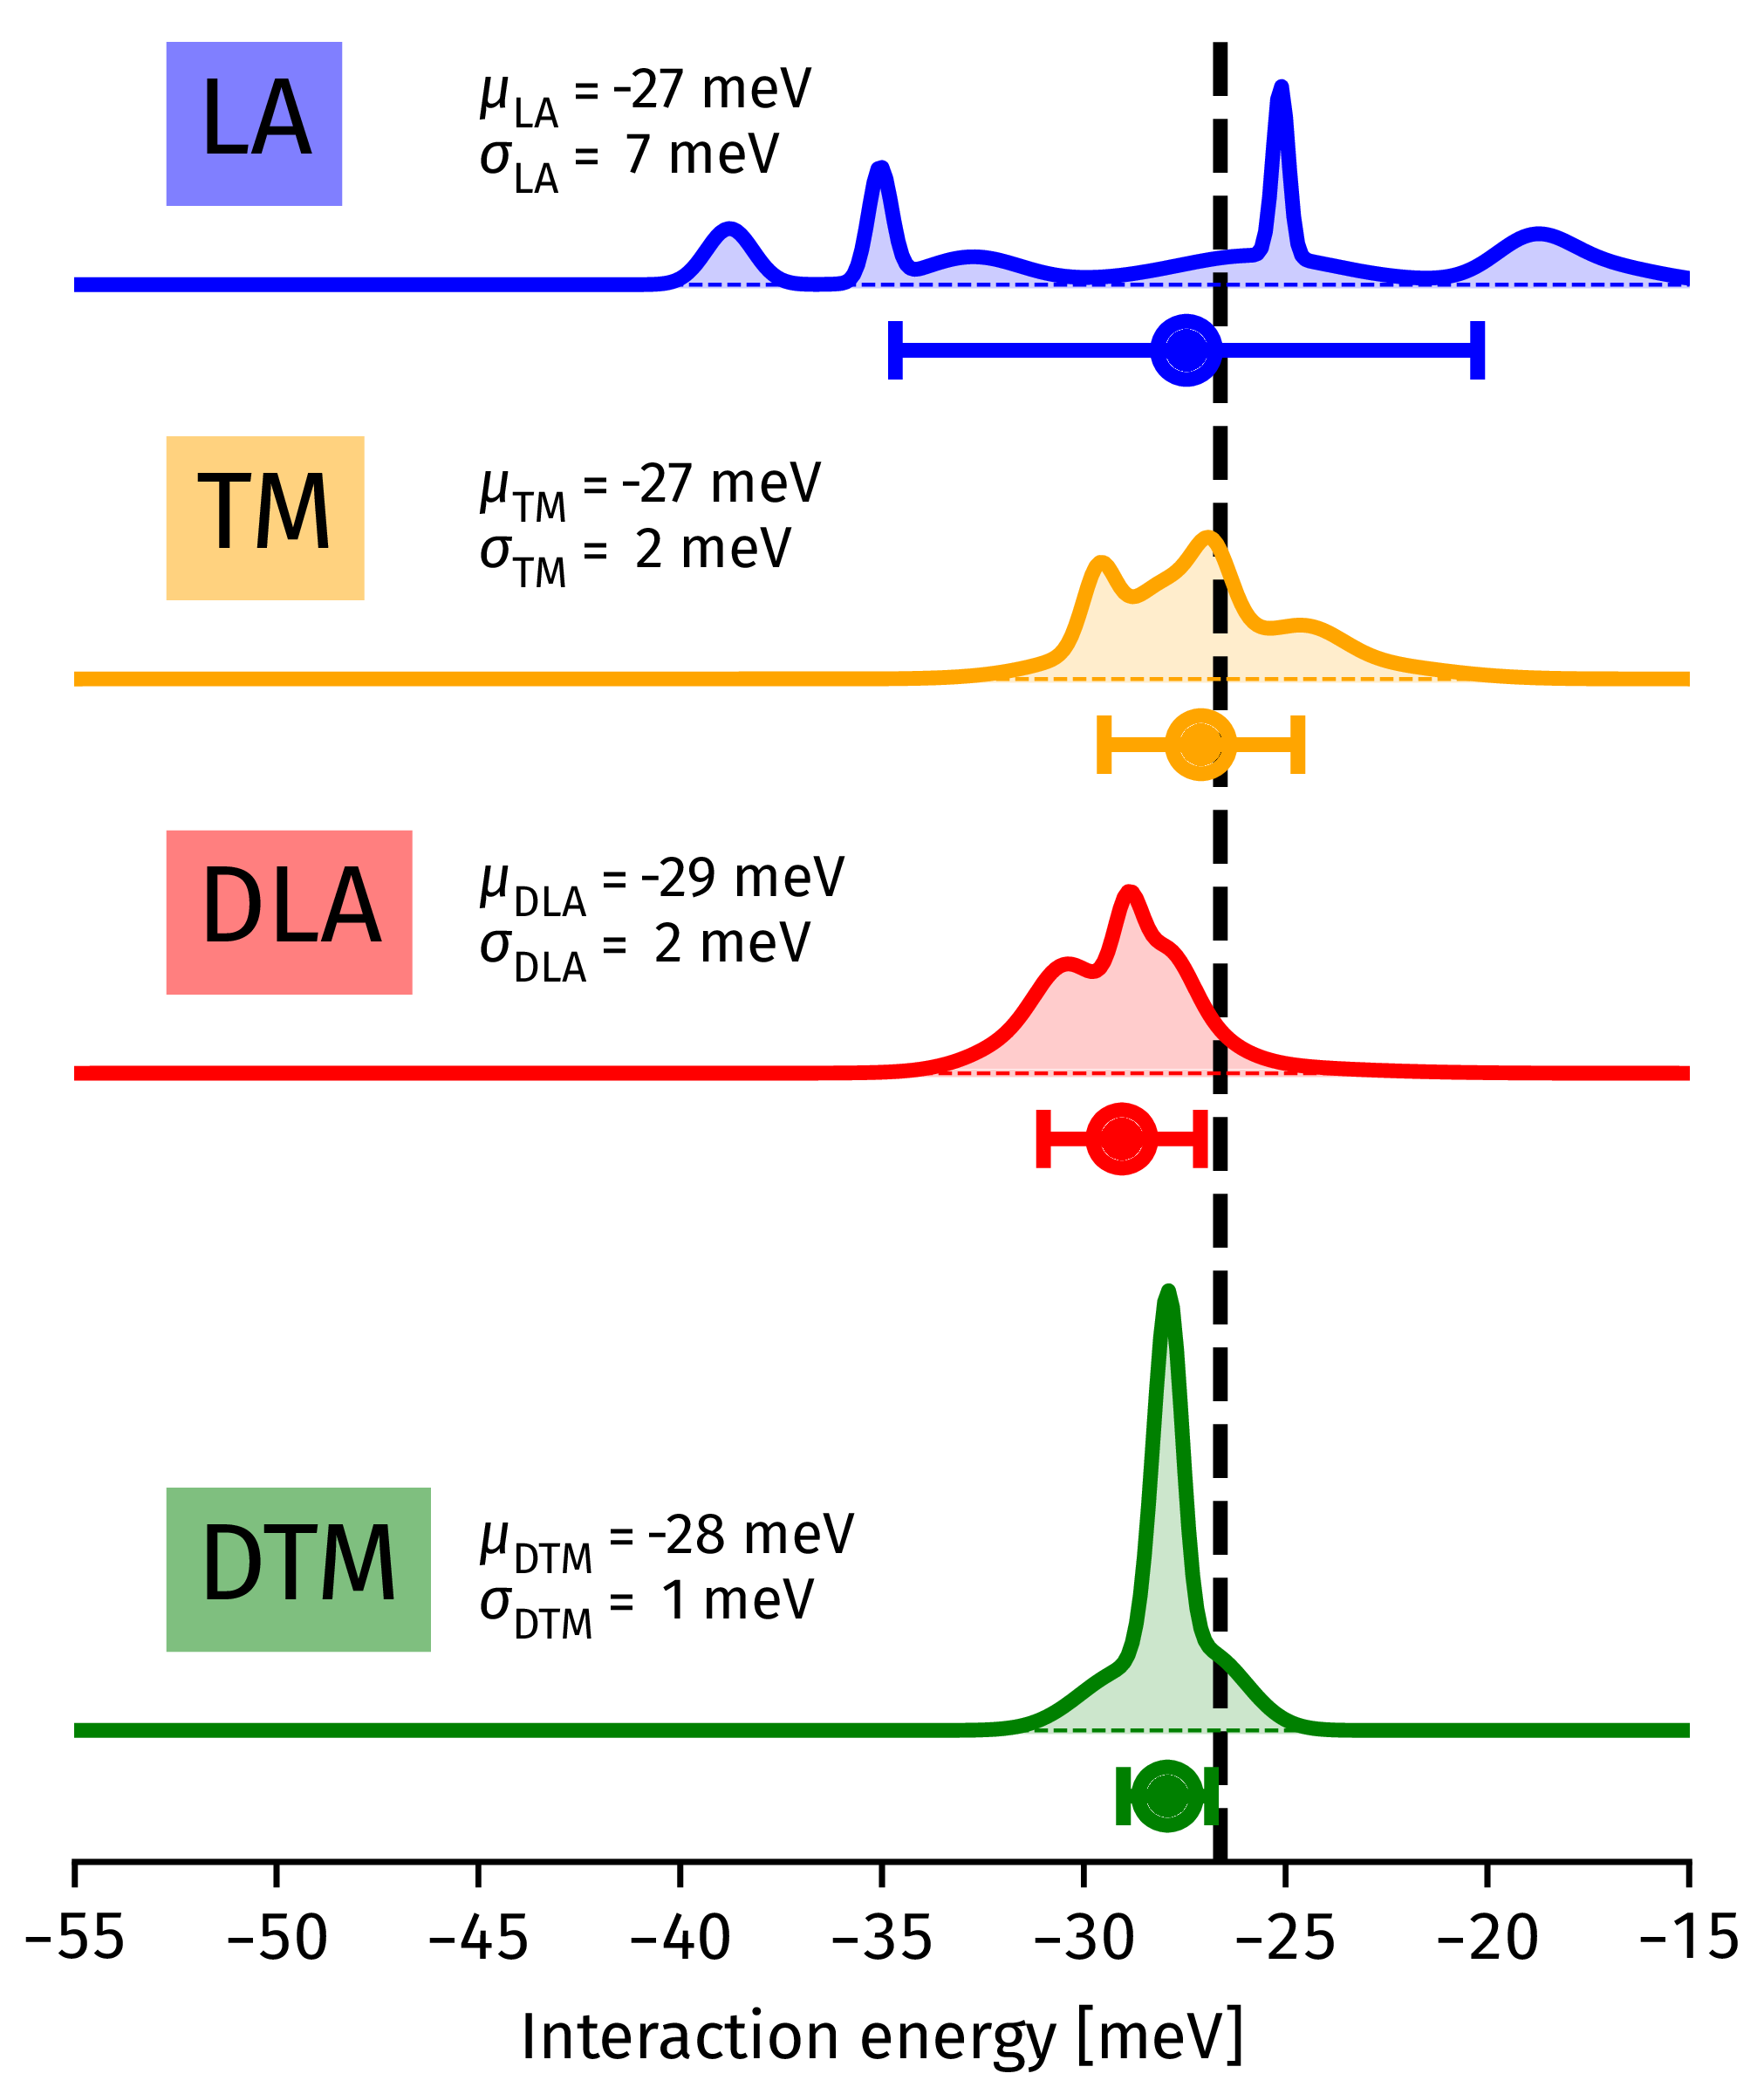 LA
μLA = -27 meV
σLA = 7 meV
TM
μTM = -27 meV
σTM = 2 meV
DLA
μDLA = -29 meV
σDLA = 2 meV
DTM
μDTM = -28 meV
σDTM = 1 meV
−55 −50 −45 −40 −35 −30 −25 −20 −15
Interaction energy [meV]